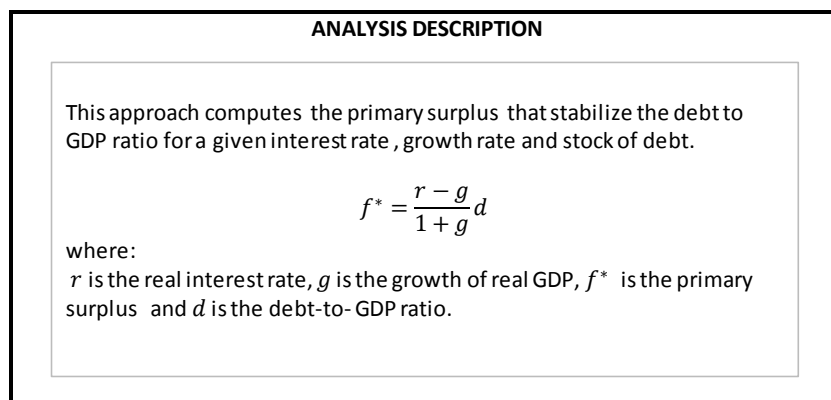 ANALYSIS DESCRIPTION
This approach computes the primary surplus that stabilize the debt to
GDP ratio for a given interest rate , growth rate and stock of debt.
f* = \frac{r − g}{1 + g} d
where:
r is the real interest rate, g is the growth of real GDP, f* is the primary
surplus and d is the debt-to- GDP ratio.